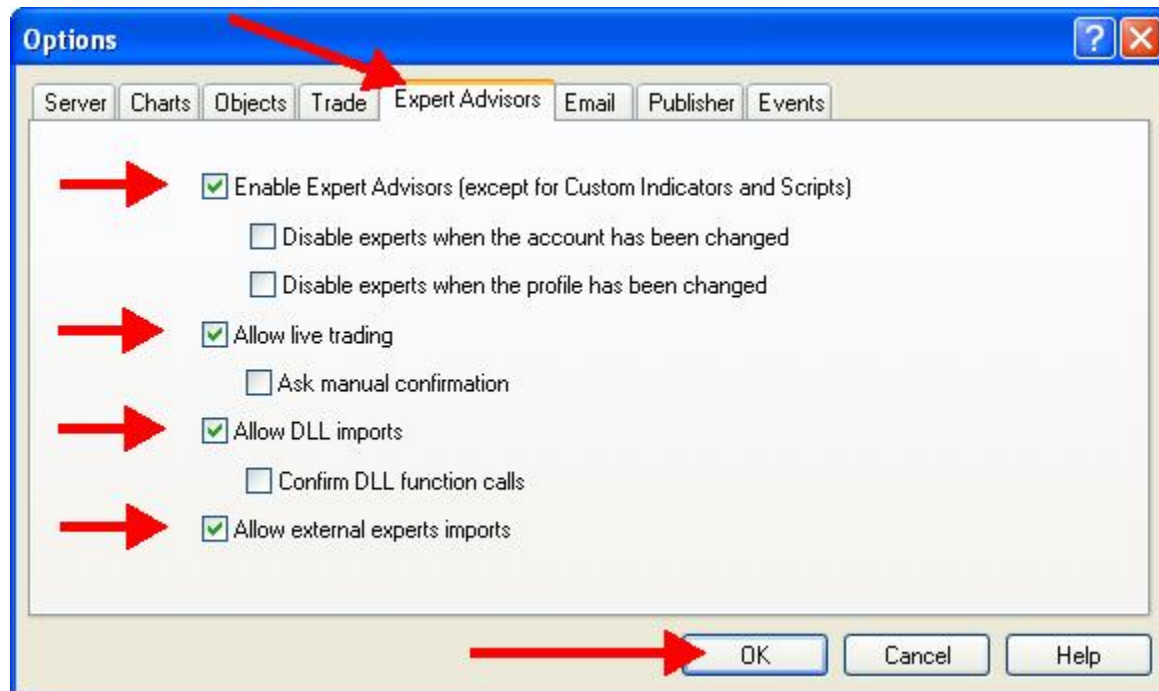 Options
Server Charts Objects Trade Expert Advisors Email Publisher Events
Enable Expert Advisors (except for Custom Indicators and Scripts)
Disable experts when the account has been changed
Disable experts when the profile has been changed
Allow live trading
Ask manual confirmation
Allow DLL imports
Confirm DLL function calls
Allow external experts imports
OK Cancel Help